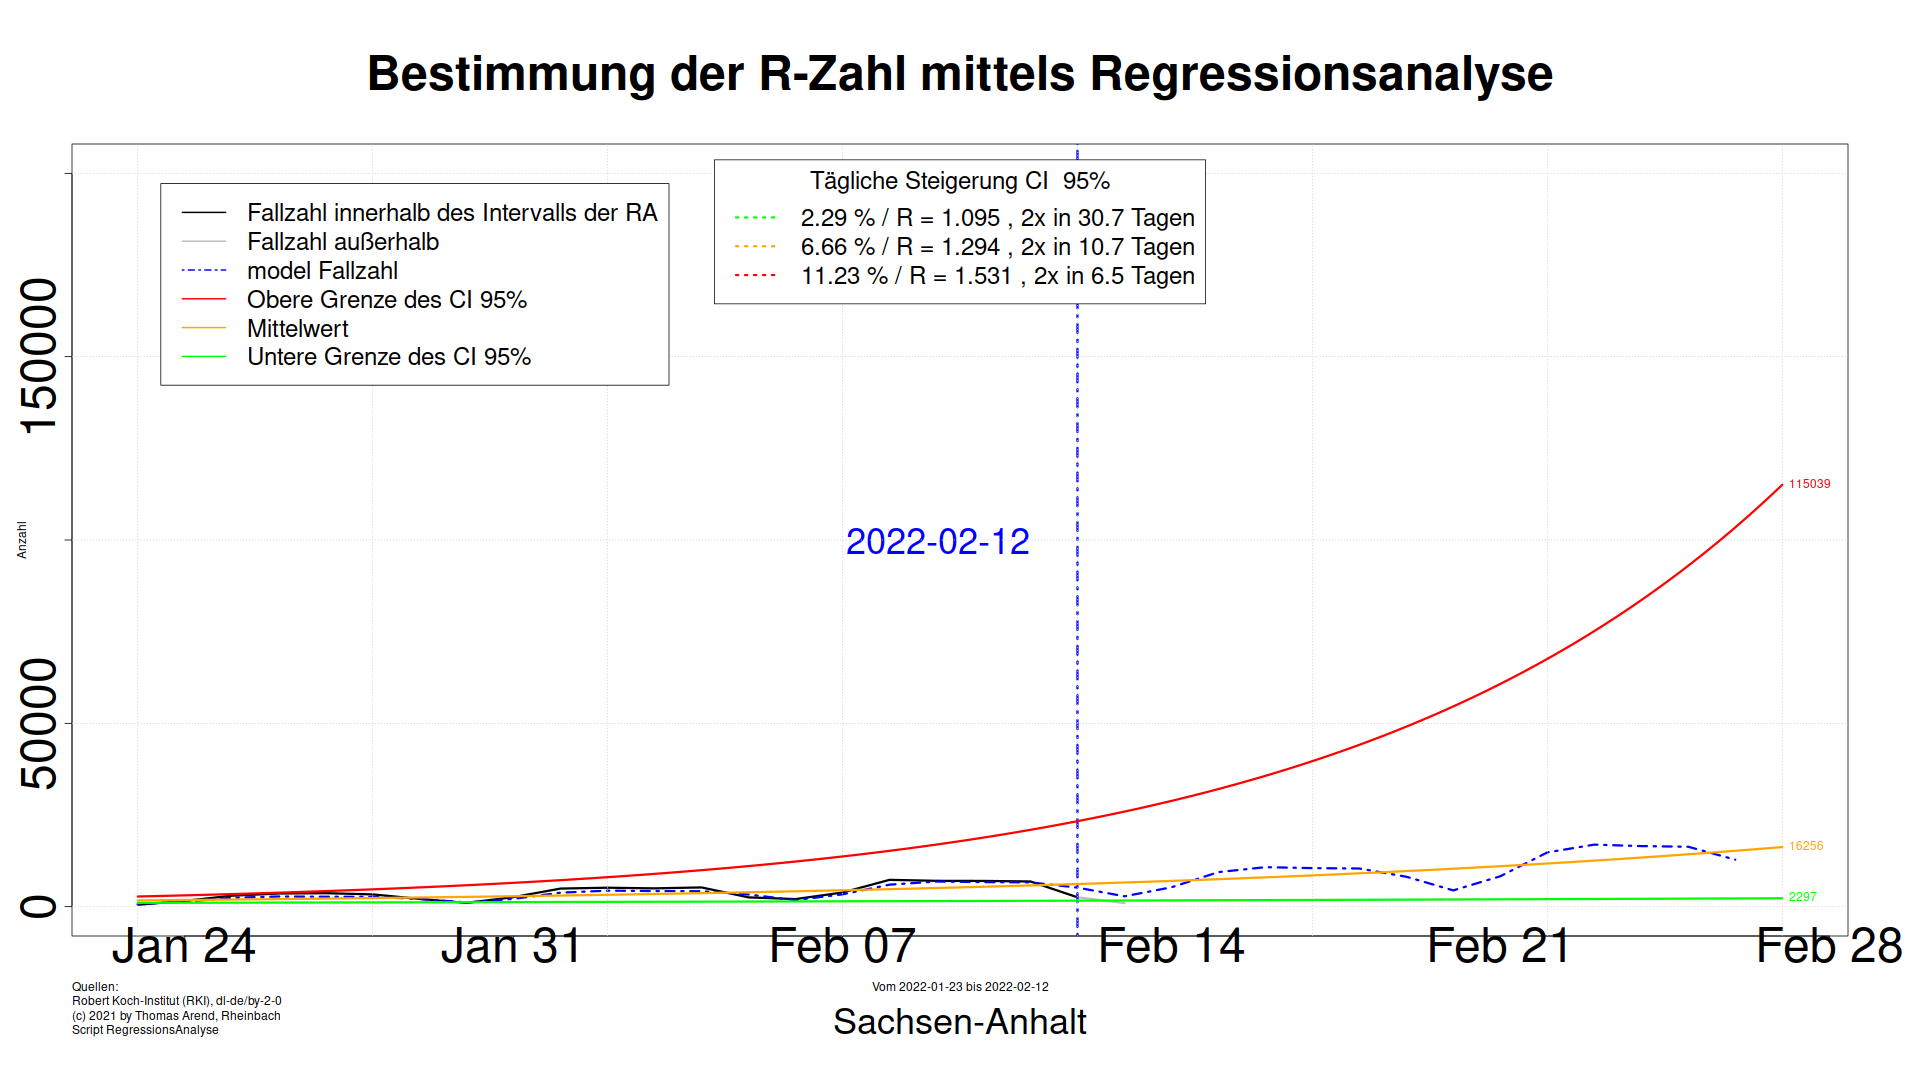 Bestimmung der R-Zahl mittels Regressionsanalyse
Fallzahl innerhalb des Intervalls der RA
Fallzahl außerhalb
model Fallzahl
Obere Grenze des CI 95%
Mittelwert
Untere Grenze des CI 95%
Tägliche Steigerung CI  95%
2.29 % / R = 1.095 , 2x in 30.7 Tagen
6.66 % / R = 1.294 , 2x in 10.7 Tagen
11.23 % / R = 1.531 , 2x in 6.5 Tagen
150000
50000
0
Anzahl
2022-02-12
115039
16256
2297
Jan 24
Jan 31
Feb 07
Feb 14
Feb 21
Feb 28
Quellen:
Robert Koch-Institut (RKI), dl-de/by-2-0
(c) 2021 by Thomas Arend, Rheinbach
Script RegressionsAnalyse
Vom 2022-01-23 bis 2022-02-12
Sachsen-Anhalt